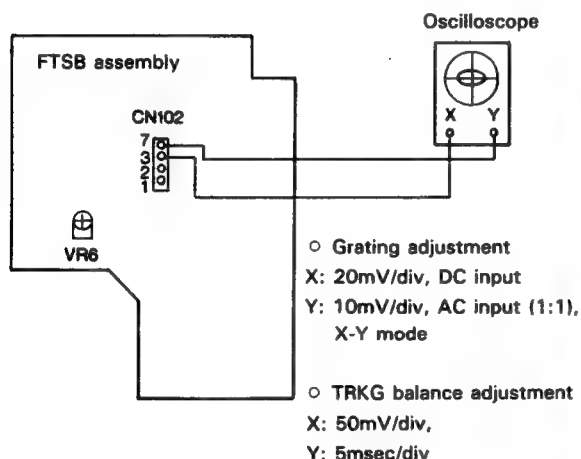 Oscilloscope
FTSB assembly
CN102
X Y
7
3
2
1
VR6
○ Grating adjustment
X: 20mV/div, DC input
Y: 10mV/div, AC input (1:1),
X-Y mode
○ TRKG balance adjustment
X: 50mV/div,
Y: 5msec/div